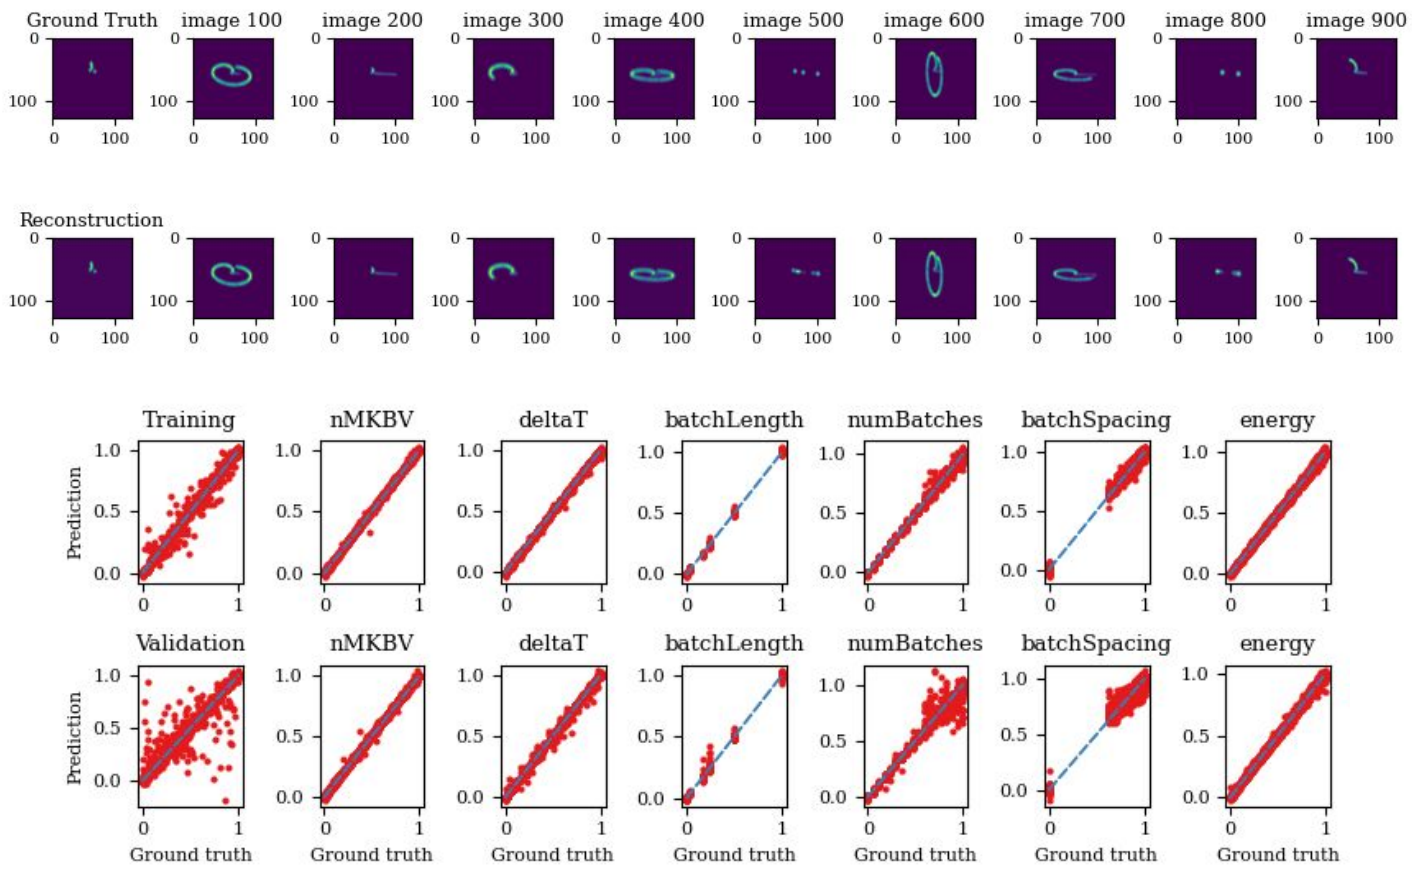 Ground Truth image 100 image 200 image 300 image 400 image 500 image 600 image 700 image 800 image 900
0 0 0 0 0 0 0 0 0 0
100 100 100 100 100 100 100 100 100 100
0 100 0 100 0 100 0 100 0 100 0 100 0 100 0 100 0 100 0 100
Reconstruction
0 0 0 0 0 0 0 0 0 0
100 100 100 100 100 100 100 100 100 100
0 100 0 100 0 100 0 100 0 100 0 100 0 100 0 100 0 100 0 100
Training nMKBV deltaT batchLength numBatches batchSpacing energy
1.0 1.0 1.0 1.0 1.0 1.0 1.0
Prediction
0.5 0.5 0.5 0.5 0.5 0.5 0.5
0.0 0.0 0.0 0.0 0.0 0.0 0.0
0 1 0 1 0 1 0 1 0 1 0 1 0 1
Validation nMKBV deltaT batchLength numBatches batchSpacing energy
1.0 1.0 1.0 1.0 1.0 1.0 1.0
Prediction
0.5 0.5 0.5 0.5 0.5 0.5 0.5
0.0 0.0 0.0 0.0 0.0 0.0 0.0
0 1 0 1 0 1 0 1 0 1 0 1 0 1
Ground truth Ground truth Ground truth Ground truth Ground truth Ground truth Ground truth